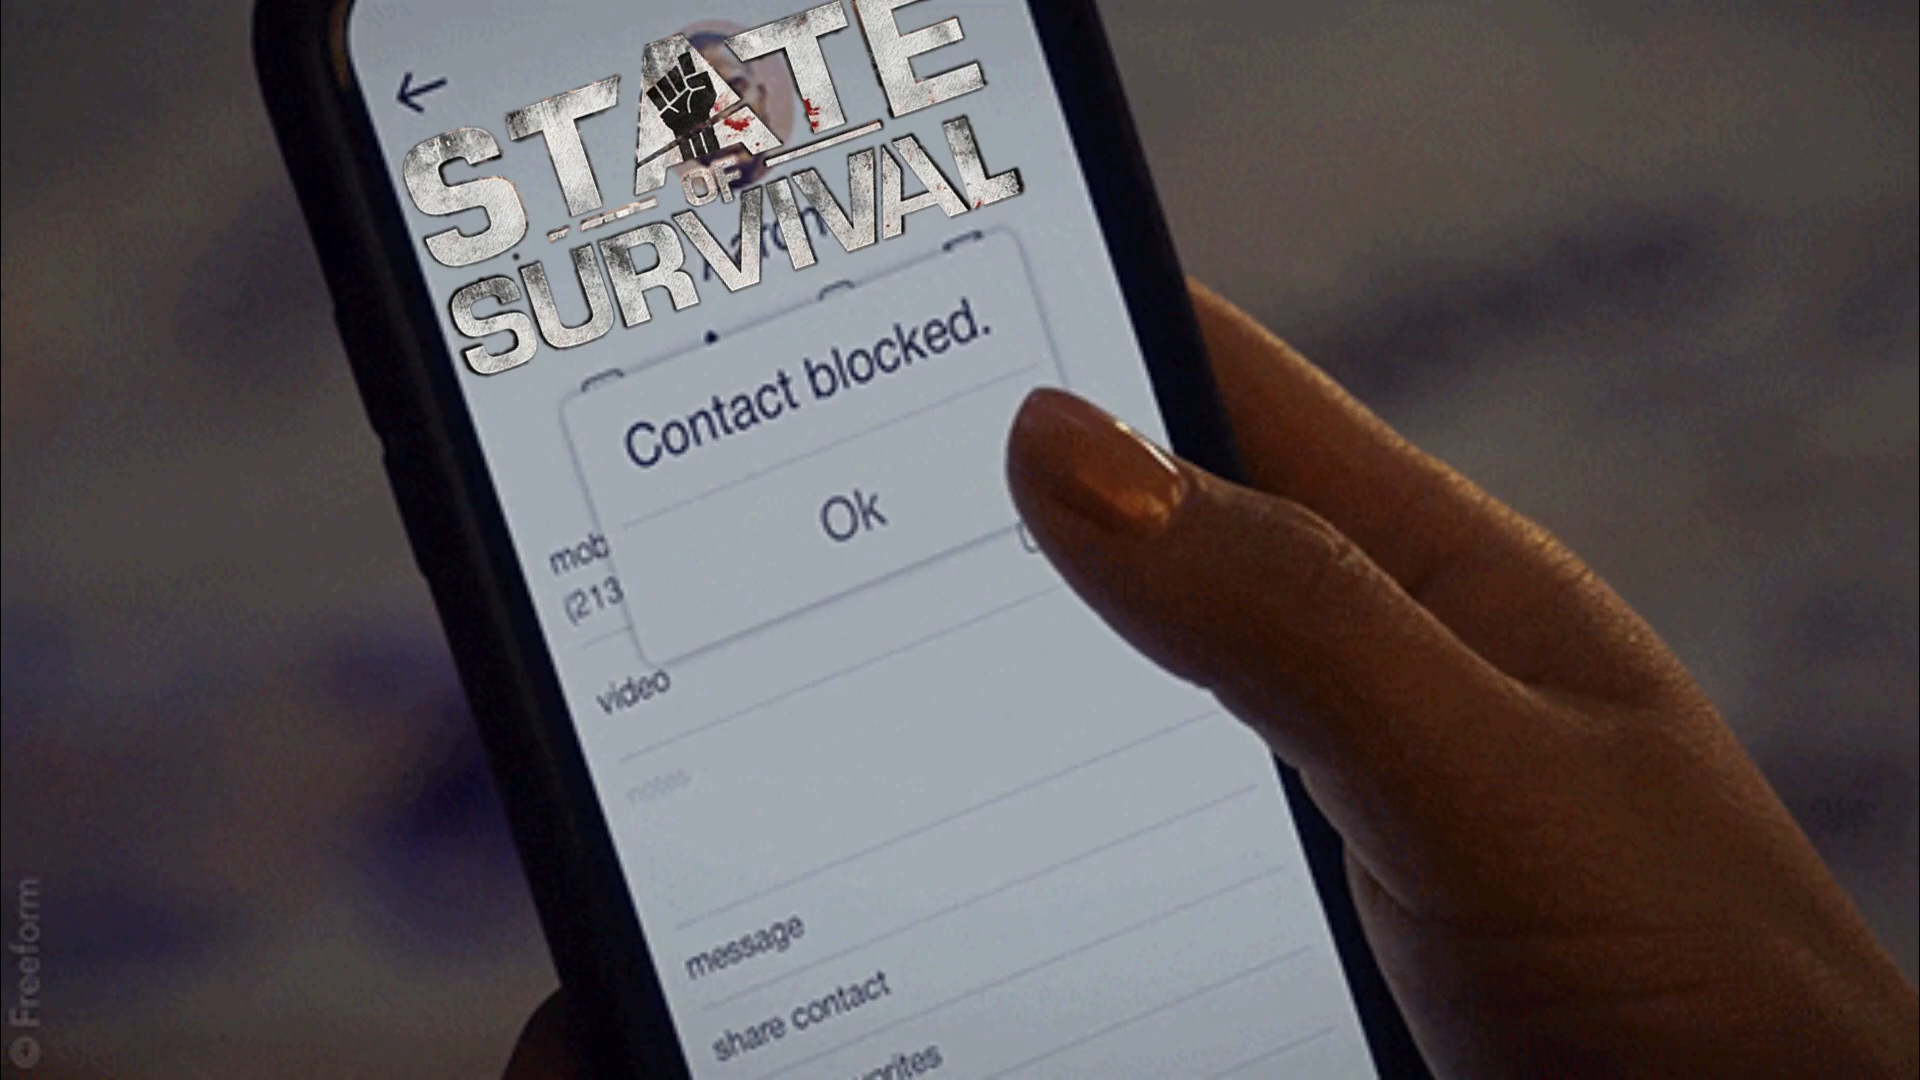 STATE
OF
SURVIVAL
Contact blocked.
Ok
mob
(213
video
notes
message
share contact
Freeform